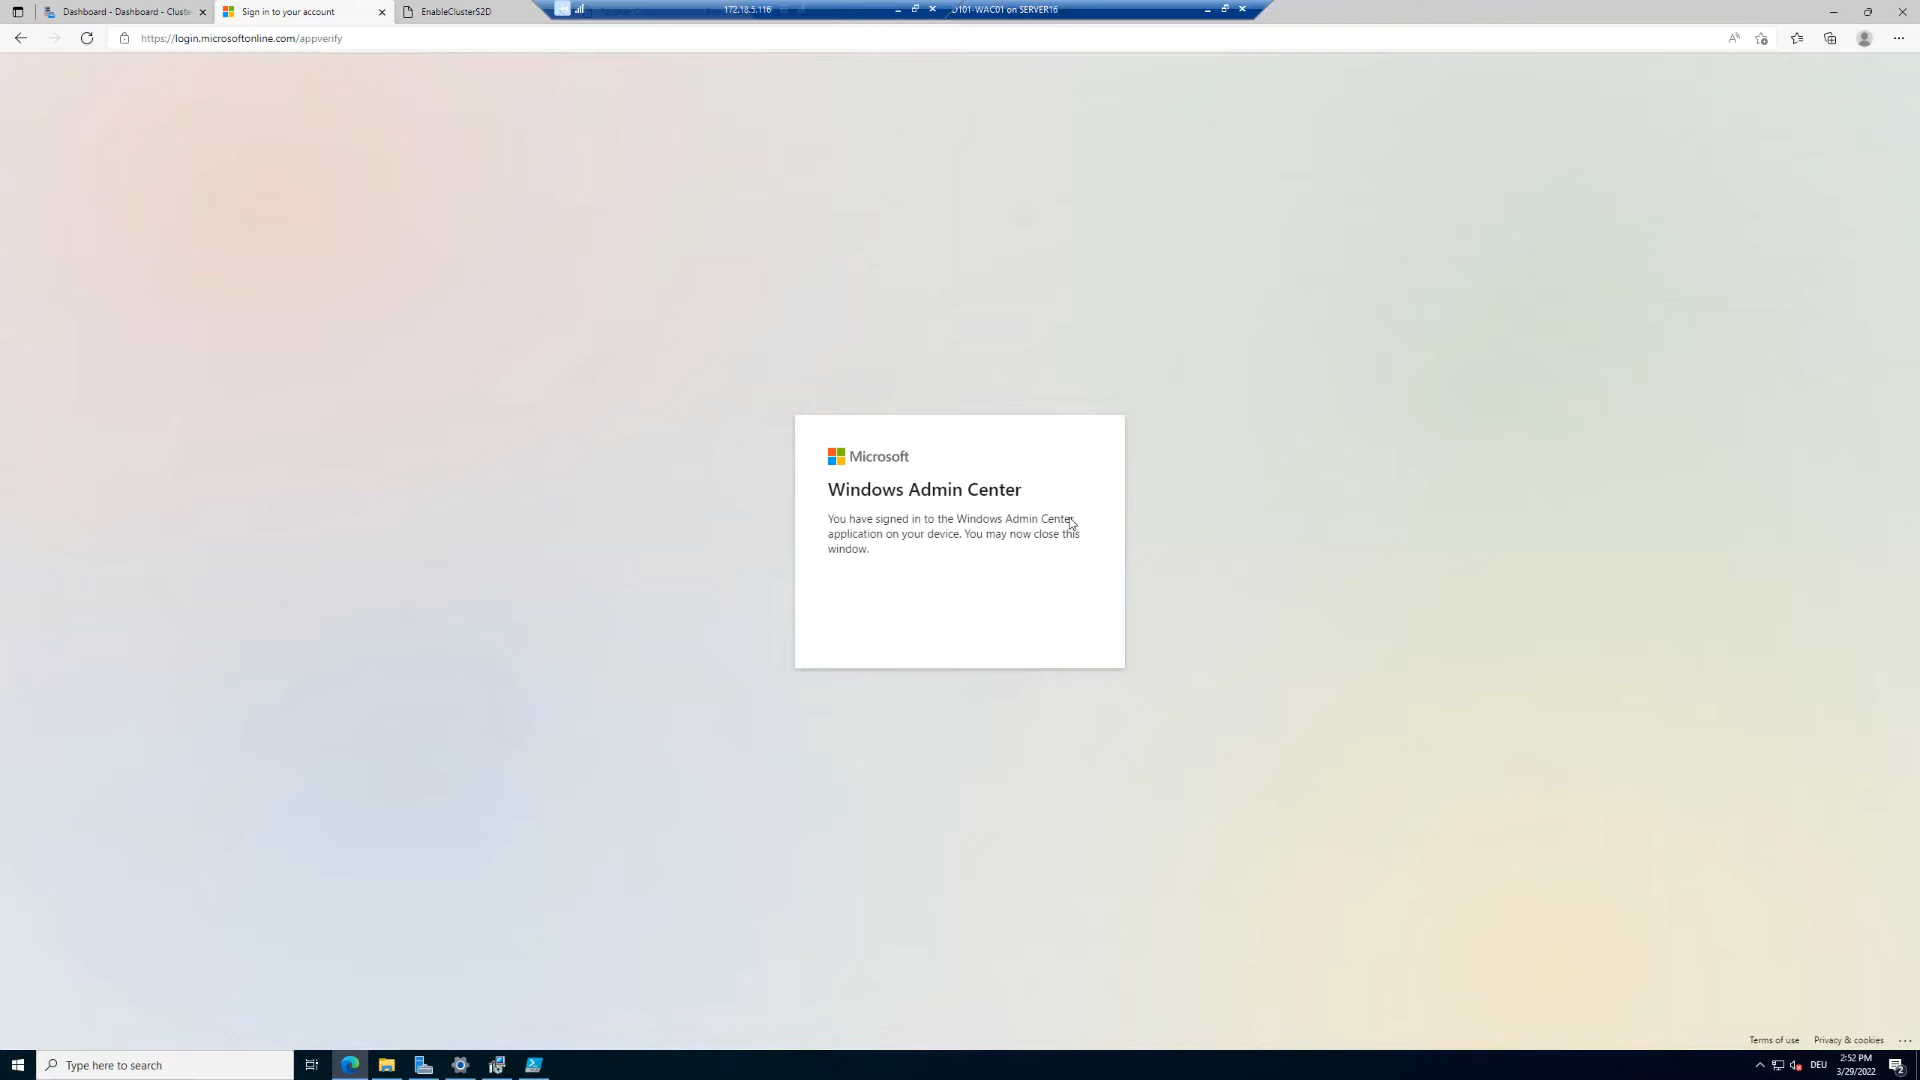 Dashboard - Dashboard - Cluste
Sign in to your account
EnableClusterS2D
172.18.5.116
D101-WAC01 on SERVER16
https://login.microsoftonline.com/appverify
Microsoft
Windows Admin Center
You have signed in to the Windows Admin Center
application on your device. You may now close this
window.
Terms of use
Privacy & cookies
Type here to search
DEU
2:52 PM
3/29/2022
2